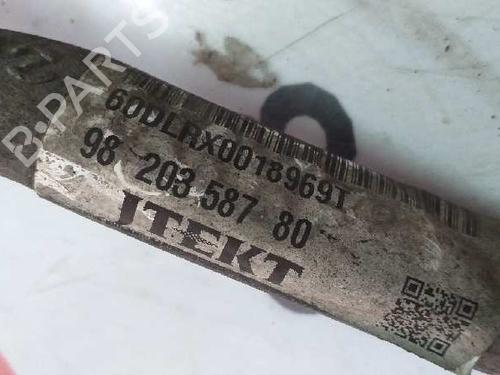 B-PARTS
60DLRX0018969T
98 203 587 80
JTEKT